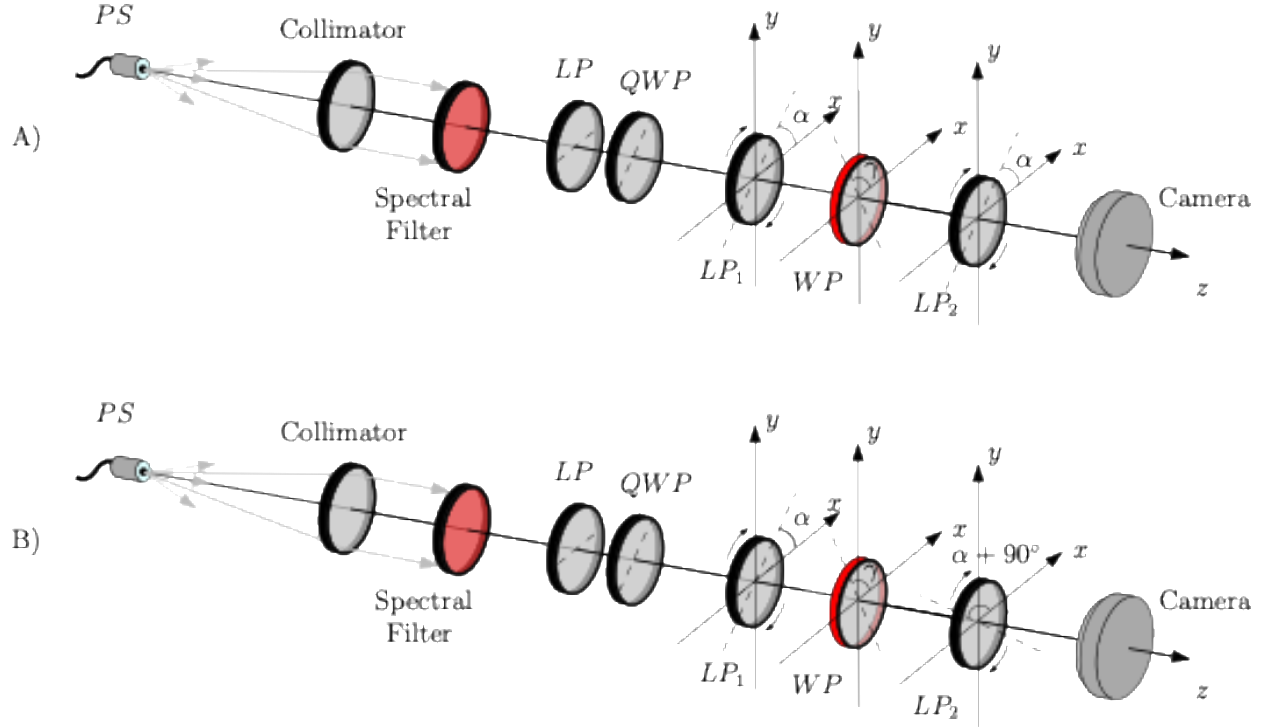 A)
PS
Collimator
Spectral
Filter
LP
QWP
y
α
x
LP₁
y
x
WP
y
α
x
LP₂
Camera
z
B)
PS
Collimator
Spectral
Filter
LP
QWP
y
α
x
LP₁
y
x
WP
y
α + 90°
x
LP₂
Camera
z